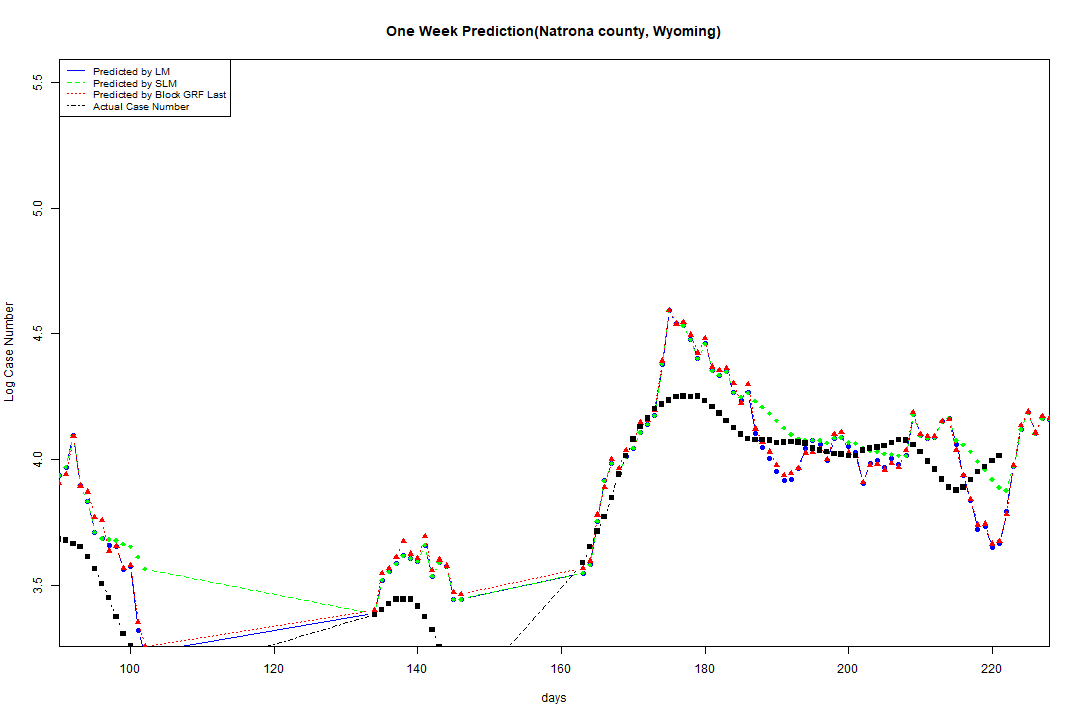 One Week Prediction(Natrona county, Wyoming)
Predicted by LM
Predicted by SLM
Predicted by Block GRF Last
Actual Case Number
5.5
5.0
4.5
4.0
3.5
Log Case Number
100 120 140 160 180 200 220
days